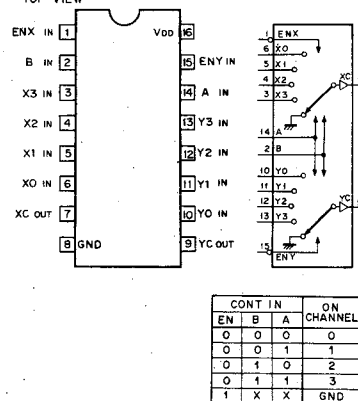 TOP VIEW
ENX IN 1
B IN 2
X3 IN 3
X2 IN 4
X1 IN 5
X0 IN 6
XC OUT 7
8 GND
VDD 16
15 ENY IN
14 A IN
13 Y3 IN
12 Y2 IN
11 Y1 IN
10 Y0 IN
9 YC OUT
1 ENX
6 X0
5 X1
4 X2
3 X3
XC
14 A
2 B
10 Y0
11 Y1
12 Y2
13 Y3
15 ENY
CONT IN ON CHANNEL
EN B A
0 0 0 0
0 0 1 1
0 1 0 2
0 1 1 3
1 X X GND